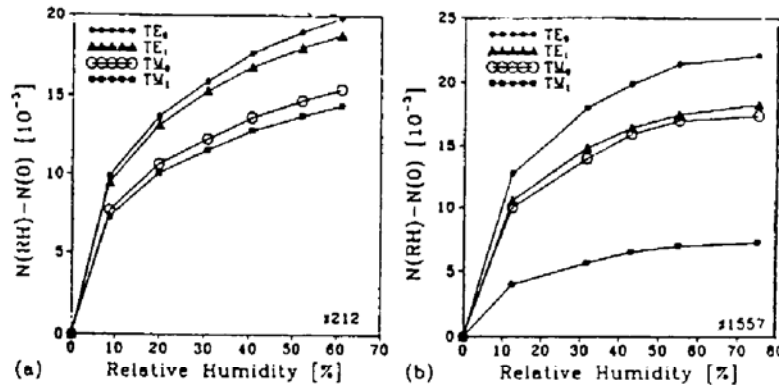 TE₀
TE₁
TM₀
TM₁
N(RH)-N(0) [10⁻³]
20
15
10
5
0
0 10 20 30 40 50 60 70
(a) Relative Humidity [%]
#212
TE₀
TE₁
TM₀
TM₁
N(RH)-N(0) [10⁻³]
25
20
15
10
5
0
0 10 20 30 40 50 60 70 80
(b) Relative Humidity [%]
#1557